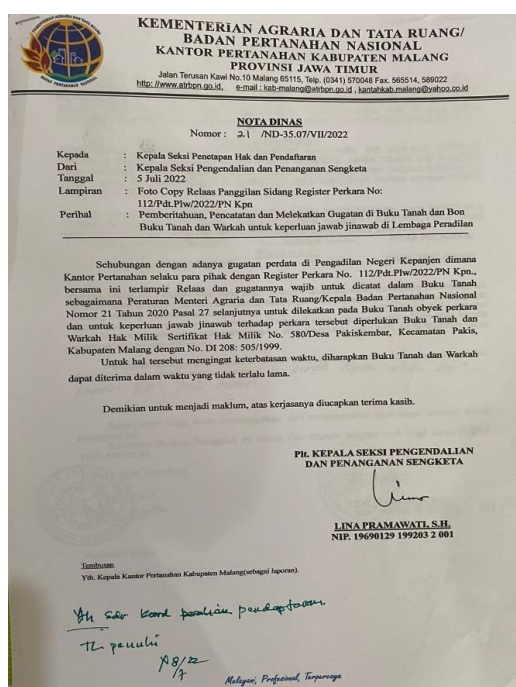 KEMENTERIAN AGRARIA DAN TATA RUANG/
BADAN PERTANAHAN NASIONAL
KANTOR PERTANAHAN KABUPATEN MALANG
PROVINSI JAWA TIMUR
Jalan Terusan Kawi No.10 Malang 65115, Telp. (0341) 570048 Fax. 565514, 589022
http: //www.atrbpn.go.id, e-mail : kab-malang@atrbpn.go.id , kantahkab.malang@yahoo.co.id
NOTA DINAS
Nomor : 21 /ND-35.07/VII/2022
Kepada : Kepala Seksi Penetapan Hak dan Pendaftaran
Dari : Kepala Seksi Pengendalian dan Penanganan Sengketa
Tanggal : 5 Juli 2022
Lampiran : Foto Copy Relaas Panggilan Sidang Register Perkara No:
112/Pdt.Plw/2022/PN Kpn
Perihal : Pemberitahuan, Pencatatan dan Melekatkan Gugatan di Buku Tanah dan Bon
Buku Tanah dan Warkah untuk keperluan jawab jinawab di Lembaga Peradilan
Sehubungan dengan adanya gugatan perdata di Pengadilan Negeri Kepanjen dimana
Kantor Pertanahan selaku para pihak dengan Register Perkara No. 112/Pdt.Plw/2022/PN Kpn.,
bersama ini terlampir Relaas dan gugatannya wajib untuk dicatat dalam Buku Tanah
sebagaimana Peraturan Menteri Agraria dan Tata Ruang/Kepala Badan Pertanahan Nasional
Nomor 21 Tahun 2020 Pasal 27 selanjutnya untuk dilekatkan pada Buku Tanah obyek perkara
dan untuk keperluan jawab jinawab terhadap perkara tersebut diperlukan Buku Tanah dan
Warkah Hak Milik Sertifikat Hak Milik No. 580/Desa Pakiskembar, Kecamatan Pakis,
Kabupaten Malang dengan No. DI 208: 505/1999.
Untuk hal tersebut mengingat keterbatasan waktu, diharapkan Buku Tanah dan Warkah
dapat diterima dalam waktu yang tidak terlalu lama.
Demikian untuk menjadi maklum, atas kerjasanya diucapkan terima kasih.
Plt. KEPALA SEKSI PENGENDALIAN
DAN PENANGANAN SENGKETA
LINA PRAMAWATI, S.H.
NIP. 19690129 199203 2 001
Tembusan
Yth. Kepala Kantor Pertanahan Kabupaten Malang(sebagai laporan).
Yth sdr Koord peralihan pendaftaran.
TL penuhi
8/22
7
Melayani, Profesional, Terpercaya